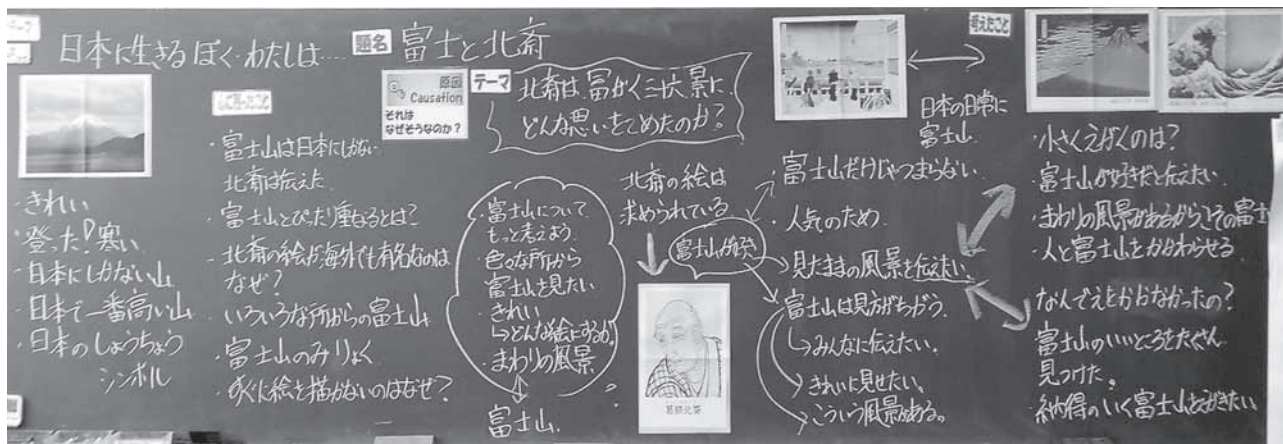 テーマ
日本に生きるぼく・わたしは……
題名 富士と北斎
原因
Causation
それは
なぜそうなのか?
テーマ
北斎は、富がく三十六景に
どんな思いをこめたのか?
・きれい
・登った!寒い
・日本にしかない山
・日本で一番高い山
・日本のしょうちょう
シンボル
心に残ったこと
・富士山は日本にしかない
北斎は伝えた
・富士山とぴったり重なるとは?
・北斎の絵が海外でも有名なのは
なぜ?
・いろいろな所からの富士山
・富士山のみりょく
・すぐに絵を描かないのはなぜ?
・富士山について
もっと考えよう
・色々な所から
富士山を見たい
・きれい
どんな絵にするか。
・まわりの風景
富士山
北斎の絵は
求められている
富士山が好き
葛飾北斎
・富士山だけじゃつまらない
・人気のため
見たままの風景を伝えたい。
富士山は見方がちがう。
みんなに伝えたい。
きれいに見せたい。
こういう風景がある。
日本の日常に
富士山
考えたこと
・小さくえがくのは?
・富士山が好きだと伝えたい
・まわりの風景があるからこその富士
・人と富士山をかかわらせる
なんでえをかかなかったの?
富士山のいいところをたくさん
見つけた。
・納得のいく富士山をかきたい